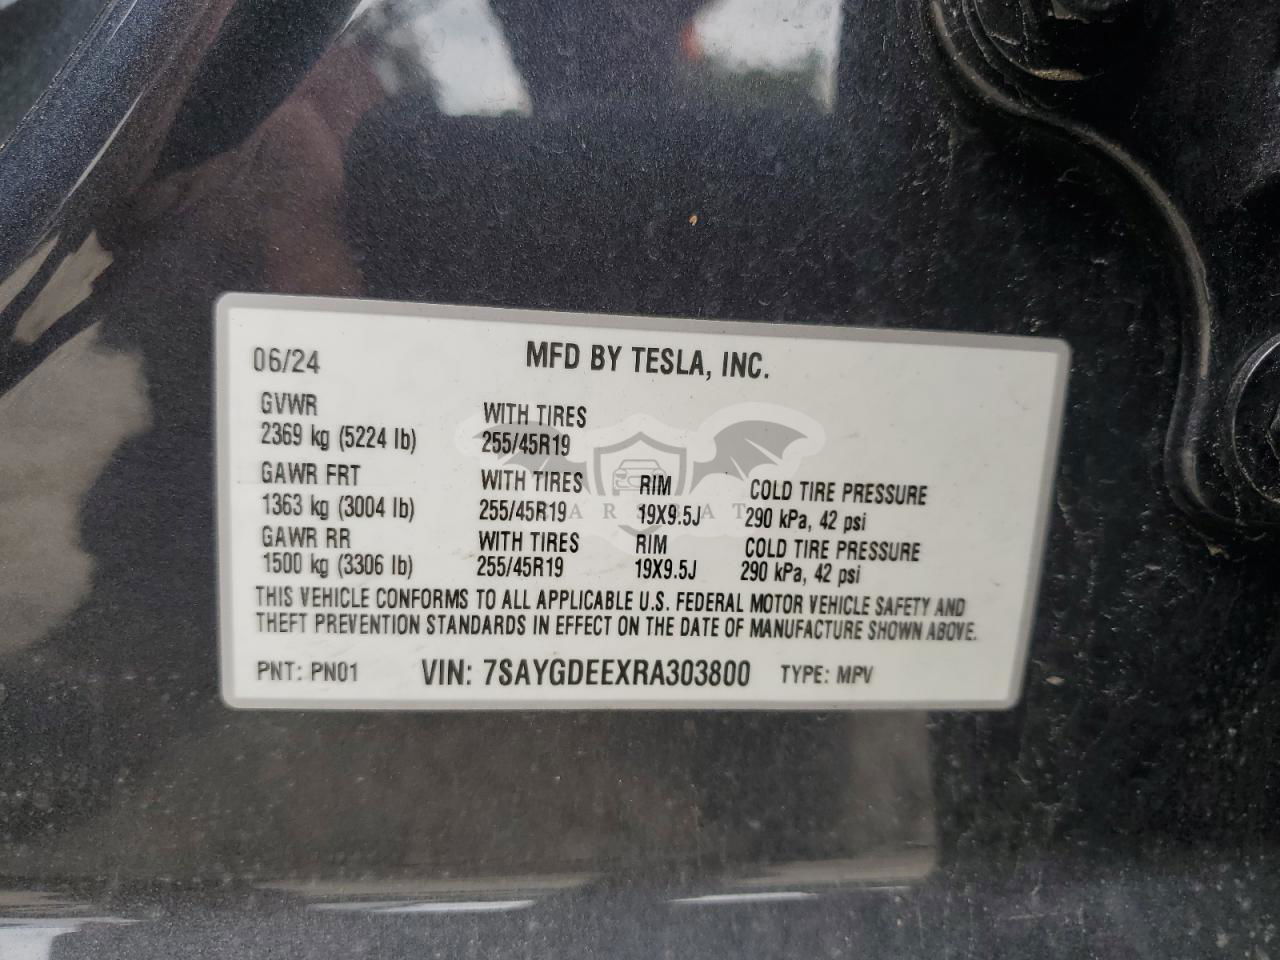 06/24 MFD BY TESLA, INC.
GVWR WITH TIRES
2369 kg (5224 lb) 255/45R19
GAWR FRT WITH TIRES RIM COLD TIRE PRESSURE
1363 kg (3004 lb) 255/45R19 19X9.5J 290 kPa, 42 psi
GAWR RR WITH TIRES RIM COLD TIRE PRESSURE
1500 kg (3306 lb) 255/45R19 19X9.5J 290 kPa, 42 psi
THIS VEHICLE CONFORMS TO ALL APPLICABLE U.S. FEDERAL MOTOR VEHICLE SAFETY AND
THEFT PREVENTION STANDARDS IN EFFECT ON THE DATE OF MANUFACTURE SHOWN ABOVE.
PNT: PN01 VIN: 7SAYGDEEXRA303800 TYPE: MPV